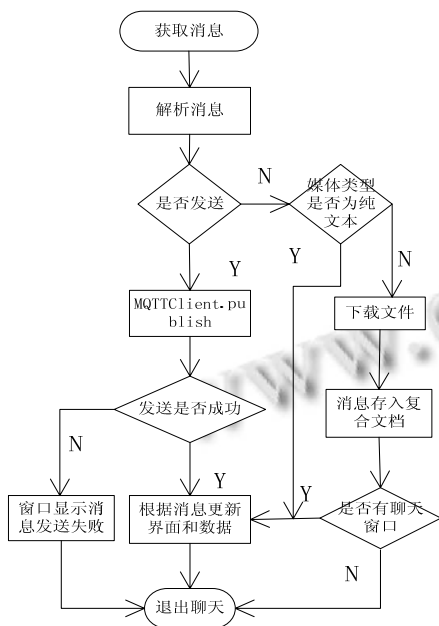 获取消息
解析消息
是否发送
N
媒体类型
是否为纯
文本
Y
Y
N
MQTTClient.pu
blish
下载文件
www.
发送是否成功
消息存入复
合文档
N
Y
Y
窗口显示消
息发送失败
根据消息更新
界面和数据
是否有聊天
窗口
N
退出聊天